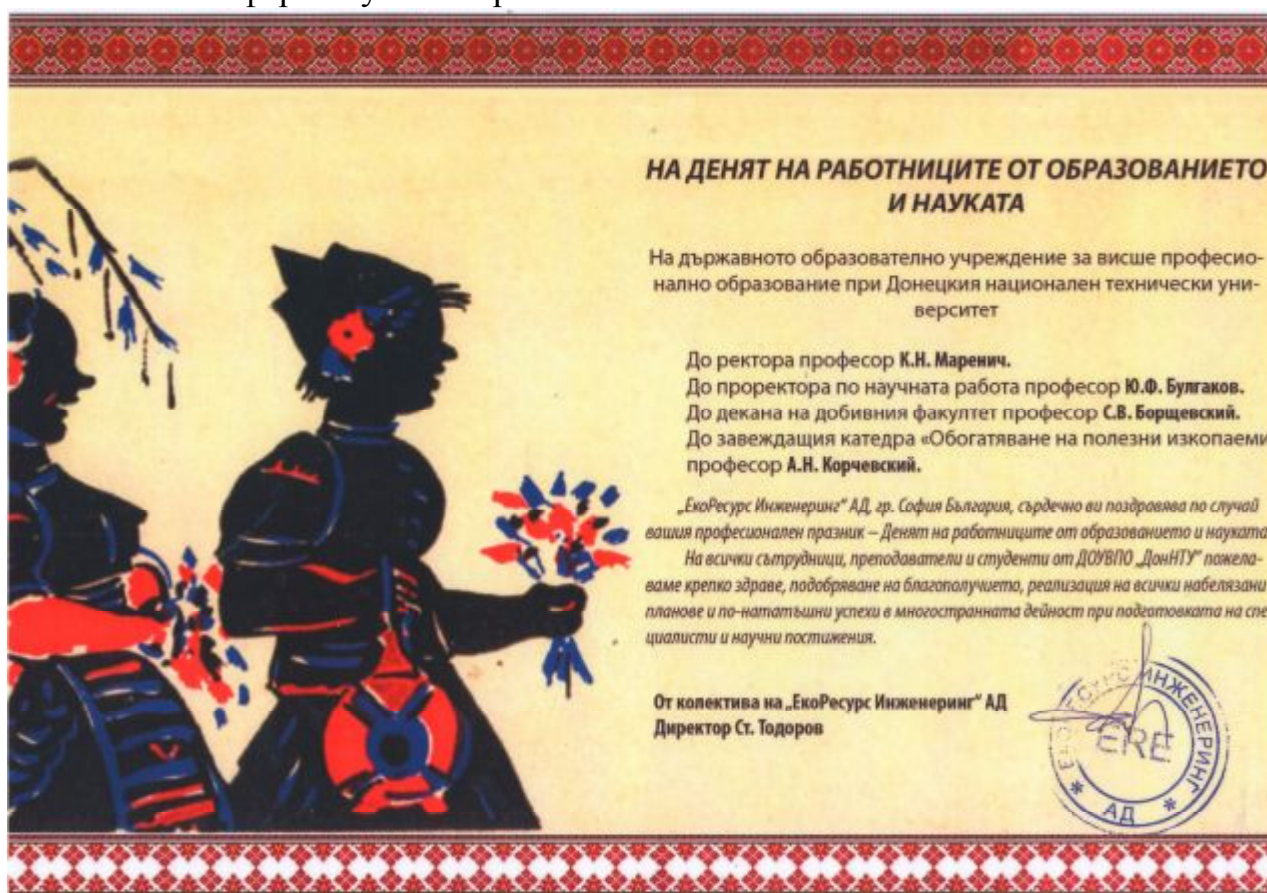 НА ДЕНЯТ НА РАБОТНИЦИТЕ ОТ ОБРАЗОВАНИЕТО
И НАУКАТА
На държавното образователно учреждение за висше професио-
нално образование при Донецкия национален технически уни-
верситет
До ректора професор К.Н. Маренич.
До проректора по научната работа професор Ю.Ф. Булгаков.
До декана на добивния факултет професор С.В. Борщевский.
До завеждащия катедра «Обогатяване на полезни изкопаеми
професор А.Н. Корчевский.
„ЕкоРесурс Инженеринг" АД, гр. София България, сърдечно ви поздравява по случай
вашия професионален празник – Денят на работниците от образованието и науката
На всички сътрудници, преподаватели и студенти от ДОУВПО „ДонНТУ" пожела-
ваме крепко здраве, подобряване на благополучието, реализация на всички набелязани
планове и по-нататъшни успехи в многостранната дейност при подготовката на спе
циалисти и научни постижения.
От колектива на „ЕкоРесурс Инженеринг" АД
Директор Ст. Тодоров
ЕКОРЕСУРС ИНЖЕНЕРИНГ
ERE
* АД *